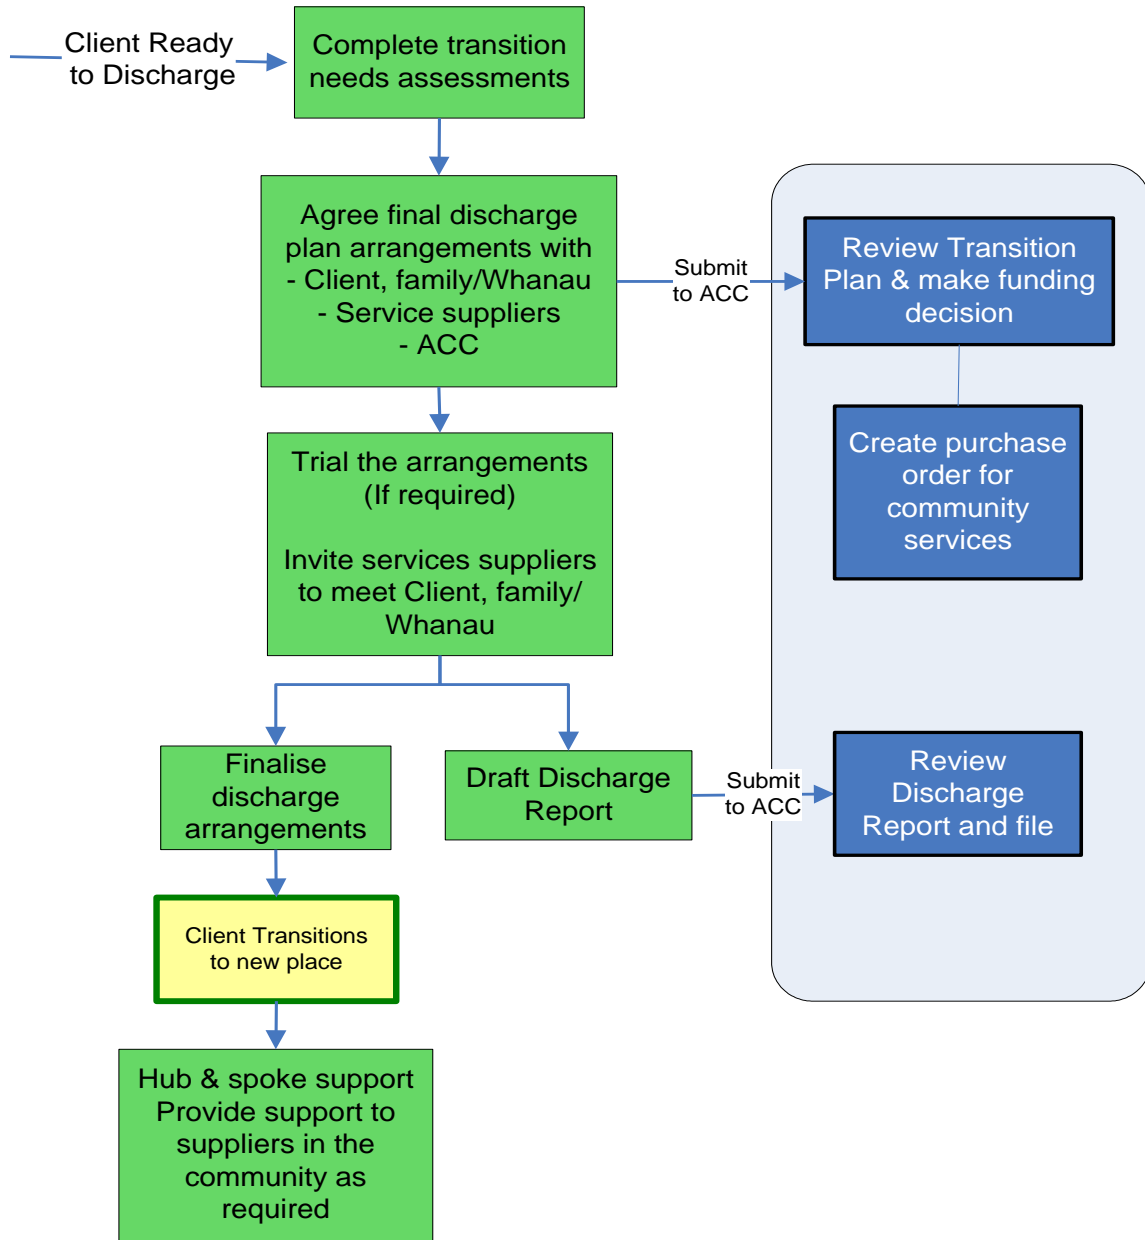 Client Ready
to Discharge
Complete transition
needs assessments
Agree final discharge
plan arrangements with
- Client, family/Whanau
- Service suppliers
- ACC
Submit
to ACC
Review Transition
Plan & make funding
decision
Create purchase
order for
community
services
Trial the arrangements
(If required)
Invite services suppliers
to meet Client, family/
Whanau
Finalise
discharge
arrangements
Draft Discharge
Report
Submit
to ACC
Review
Discharge
Report and file
Client Transitions
to new place
Hub & spoke support
Provide support to
suppliers in the
community as
required